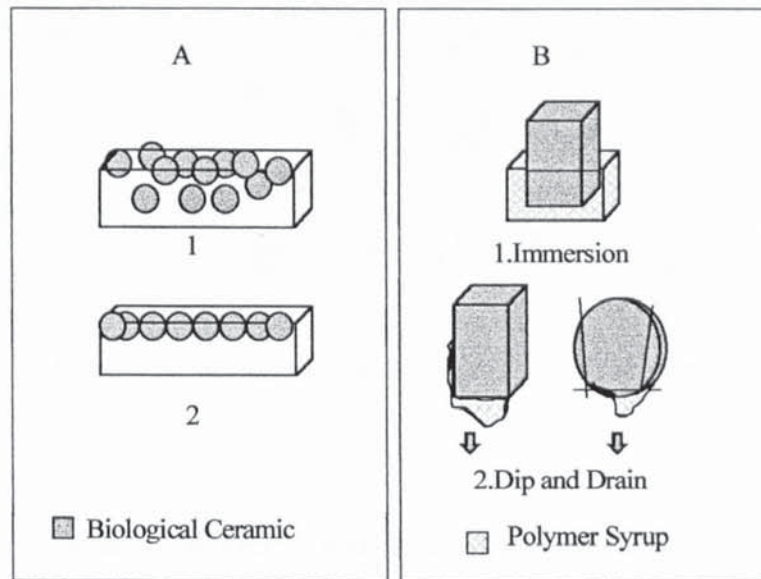 A
1
2
Biological Ceramic
B
1.Immersion
2.Dip and Drain
Polymer Syrup